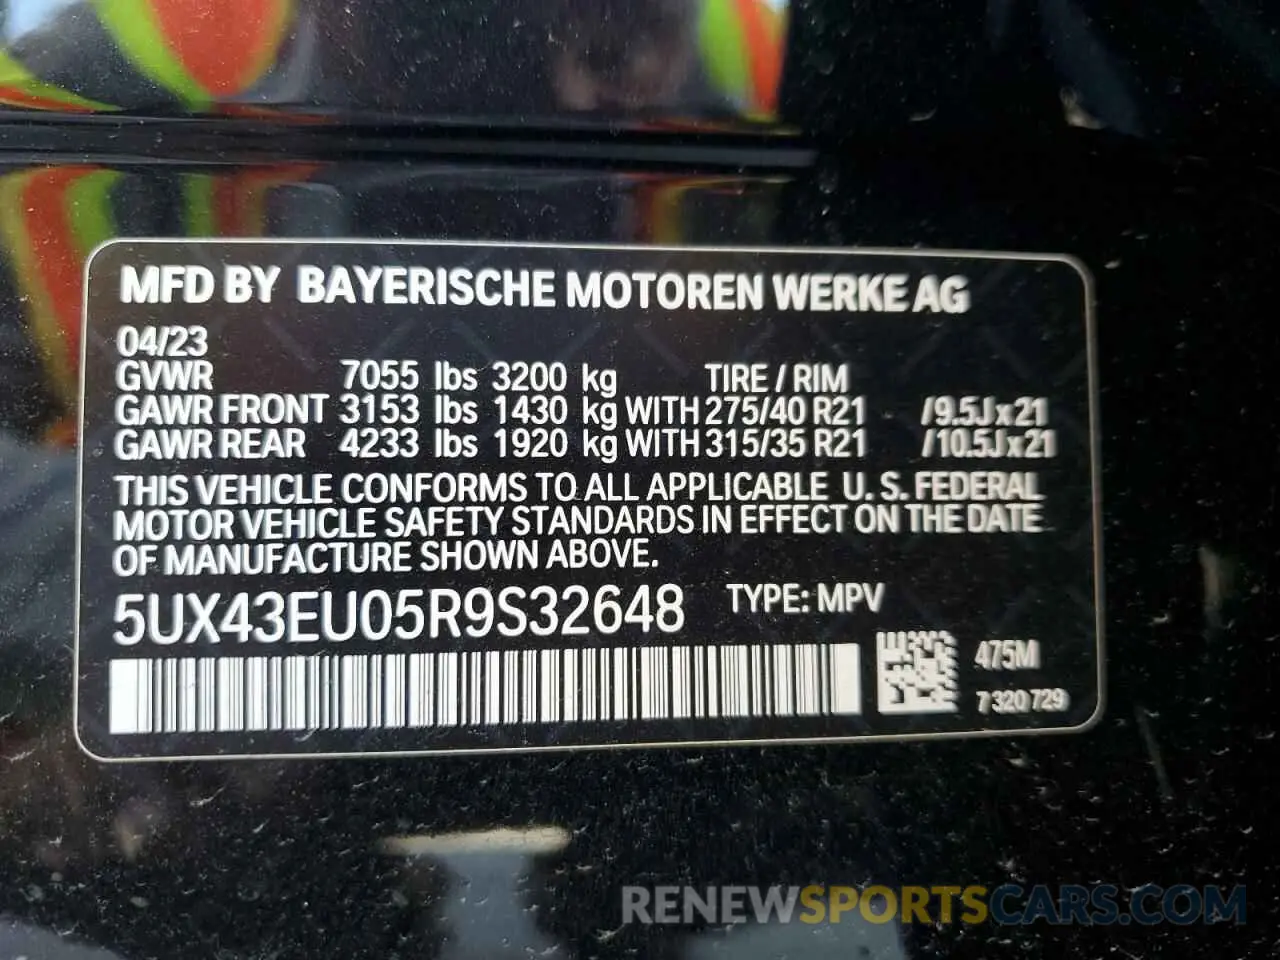 MFD BY BAYERISCHE MOTOREN WERKE AG
04/23
GVWR 7055 lbs 3200 kg TIRE / RIM
GAWR FRONT 3153 lbs 1430 kg WITH 275/40 R21 /9.5Jx21
GAWR REAR 4233 lbs 1920 kg WITH 315/35 R21 /10.5Jx21
THIS VEHICLE CONFORMS TO ALL APPLICABLE U. S. FEDERAL
MOTOR VEHICLE SAFETY STANDARDS IN EFFECT ON THE DATE
OF MANUFACTURE SHOWN ABOVE.
5UX43EU05R9S32648 TYPE: MPV
475M
7 320 729
RENEWSPORTSCARS.COM